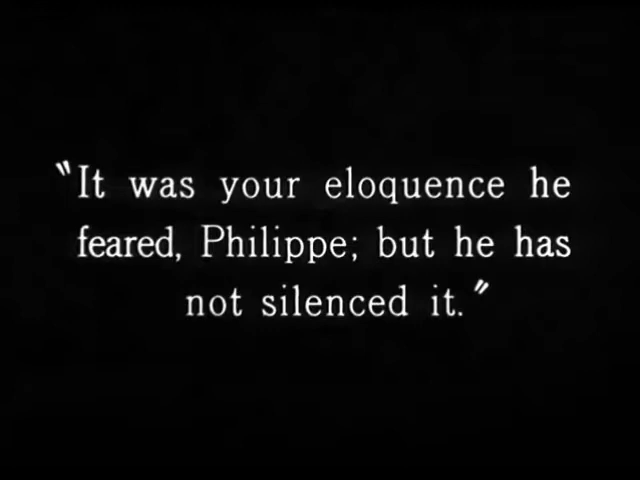 "It was your eloquence he
feared, Philippe; but he has
not silenced it."